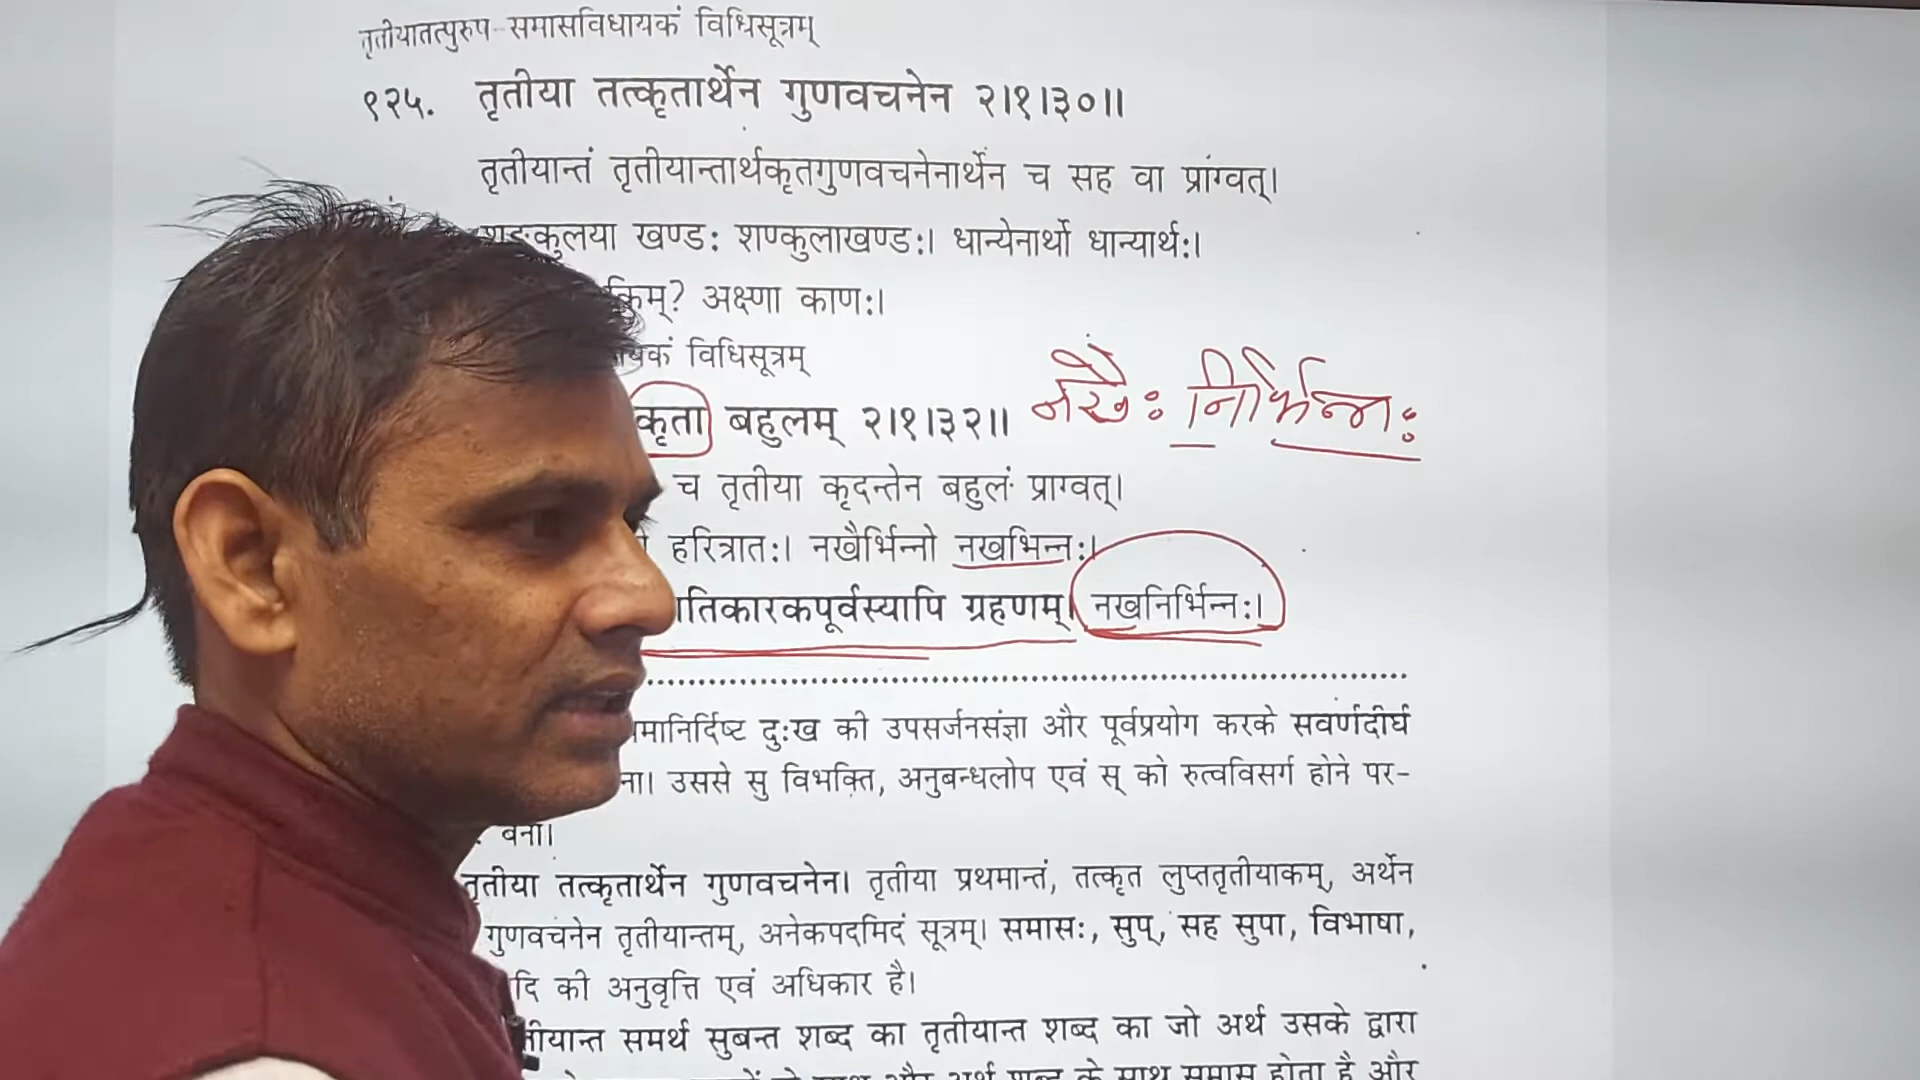 तृतीयातत्पुरुष-समासविधायकं विधिसूत्रम्
९२५. तृतीया तत्कृतार्थेन गुणवचनेन २।१।३०॥
तृतीयान्तं तृतीयान्तार्थकृतगुणवचनेनार्थेन च सह वा प्राग्वत्।
शङ्कुलया खण्डः शण्कुलाखण्डः। धान्येनार्थो धान्यार्थः।
अक्ष्णा काणः।
विधिसूत्रम्
कृता बहुलम् २।१।३२॥ नखैः निर्भिन्नः
च तृतीया कृदन्तेन बहुलं प्राग्वत्।
हरित्रातः। नखैर्भिन्नो नखभिन्नः।
ग्रहणम्। नखनिर्भिन्नः।
दुःख की उपसर्जनसंज्ञा और पूर्वप्रयोग करके सवर्णदीर्घ
उससे सु विभक्ति, अनुबन्धलोप एवं स् को रुत्वविसर्ग होने पर-
बना।
तृतीया तत्कृतार्थेन गुणवचनेन। तृतीया प्रथमान्तं, तत्कृत लुप्ततृतीयाकम्, अर्थेन
गुणवचनेन तृतीयान्तम्, अनेकपदमिदं सूत्रम्। समासः, सुप्, सह सुपा, विभाषा,
की अनुवृत्ति एवं अधिकार है।
समर्थ सुबन्त शब्द का तृतीयान्त शब्द का जो अर्थ उसके द्वारा